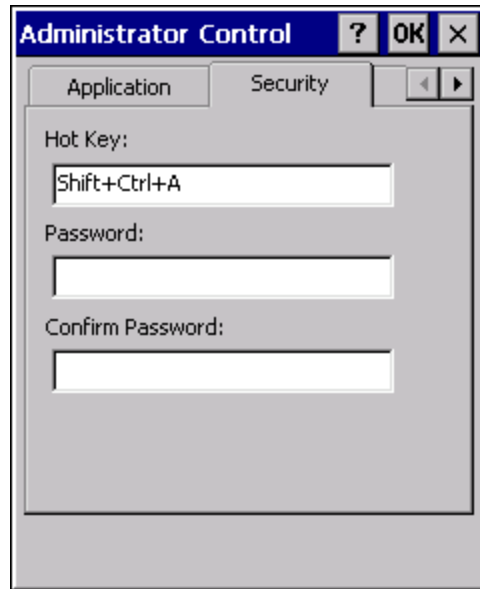 Administrator Control ? OK ×
Application Security
Hot Key:
Shift+Ctrl+A
Password:
Confirm Password: